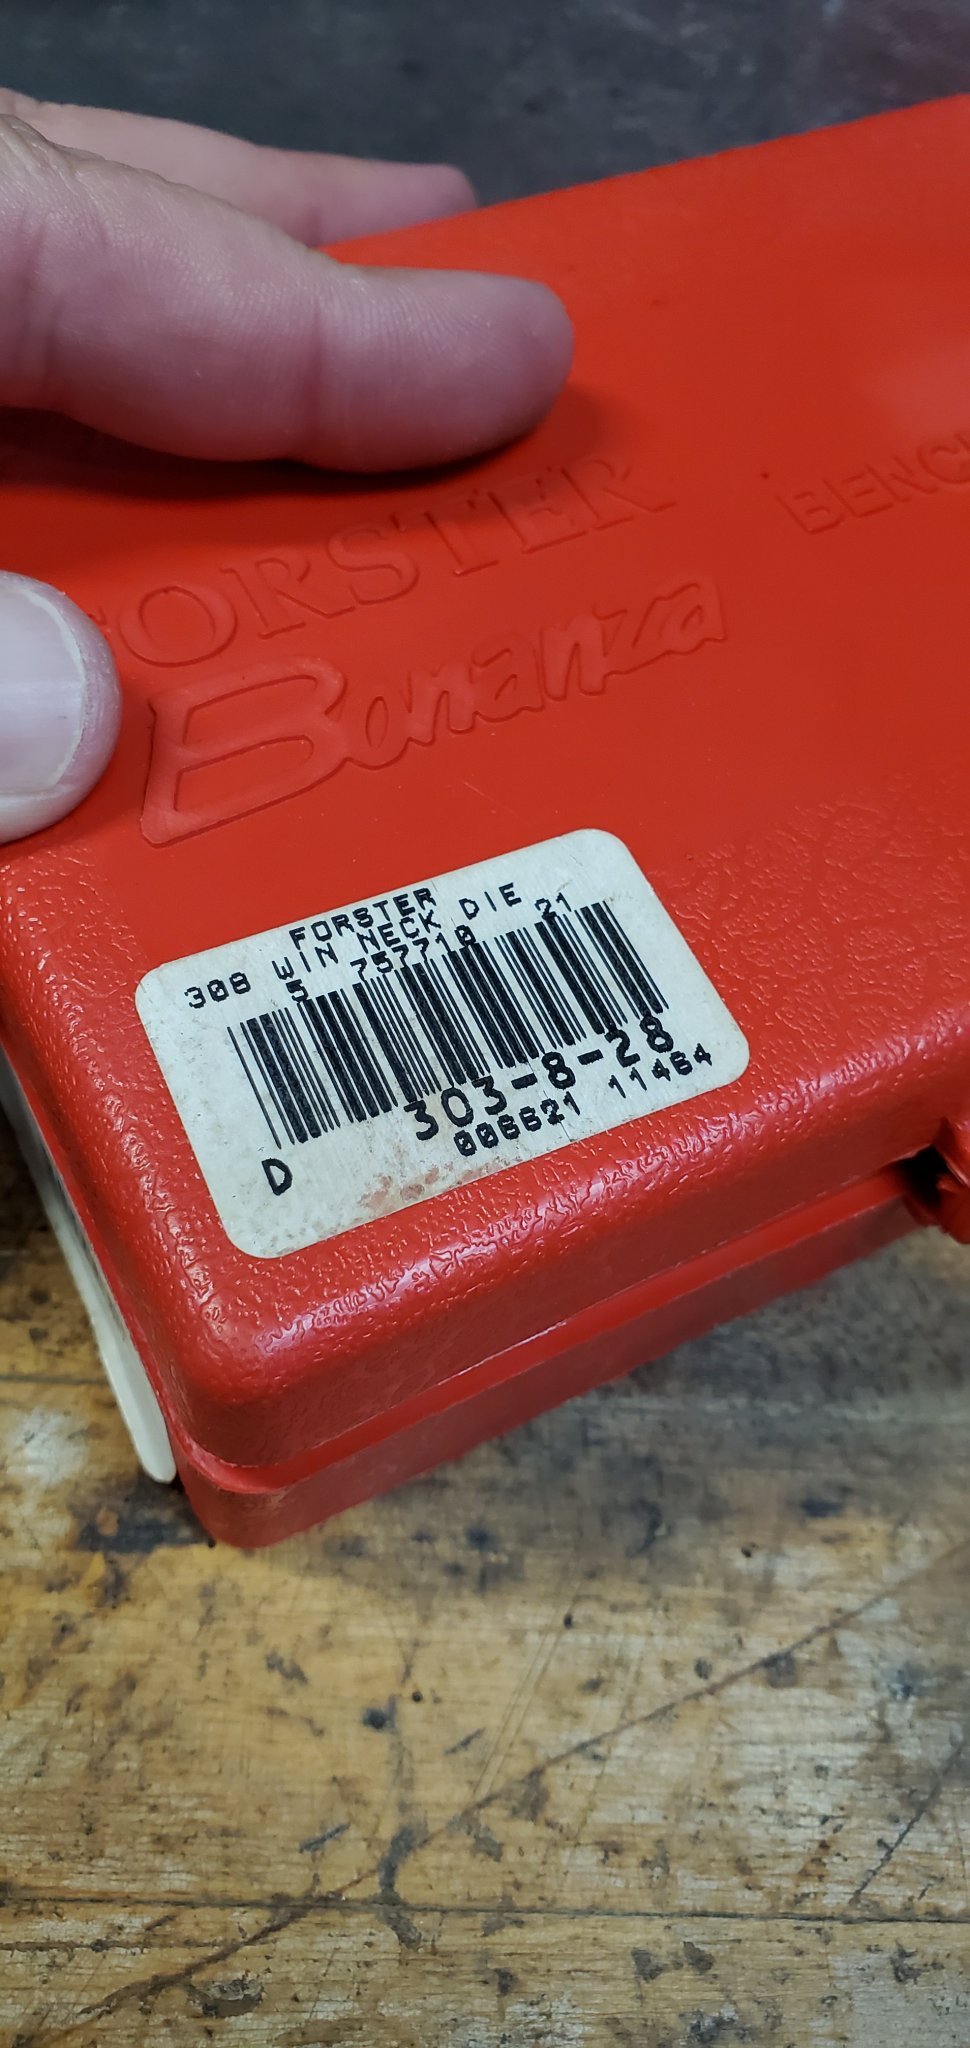 FORSTER
BENCH
Bonanza
FORSTER
308 WIN NECK DIE
5 757710 21
303-8-28
D 006621 11464